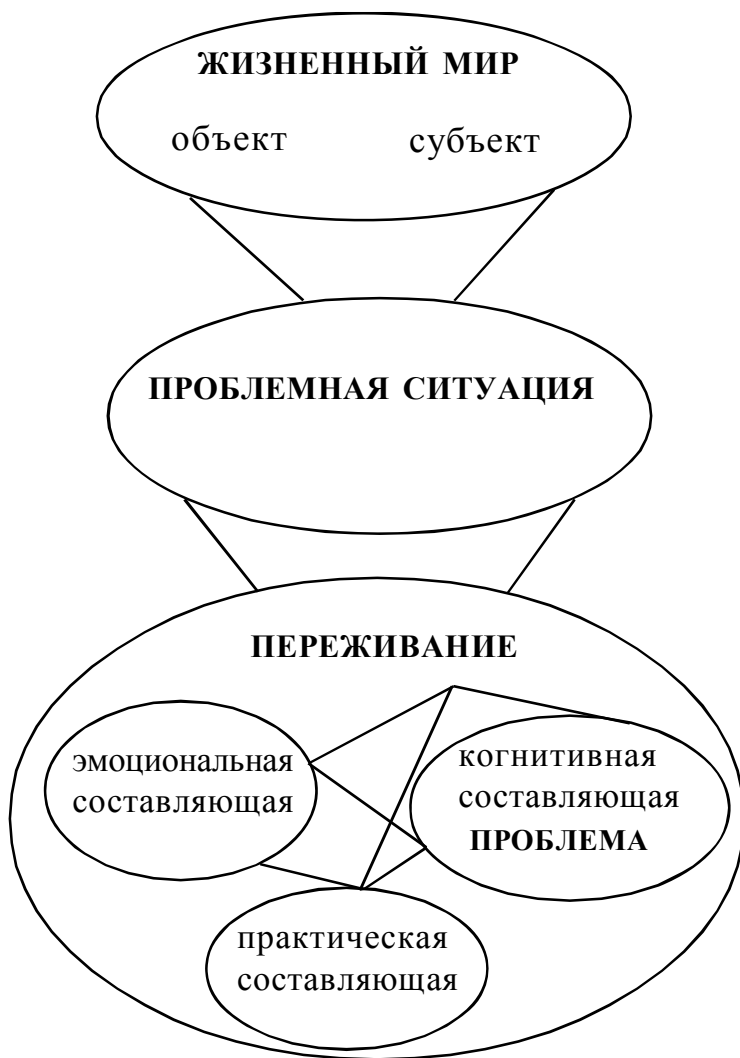 ЖИЗНЕННЫЙ МИР
объект субъект
ПРОБЛЕМНАЯ СИТУАЦИЯ
ПЕРЕЖИВАНИЕ
эмоциональная
составляющая
когнитивная
составляющая
ПРОБЛЕМА
практическая
составляющая